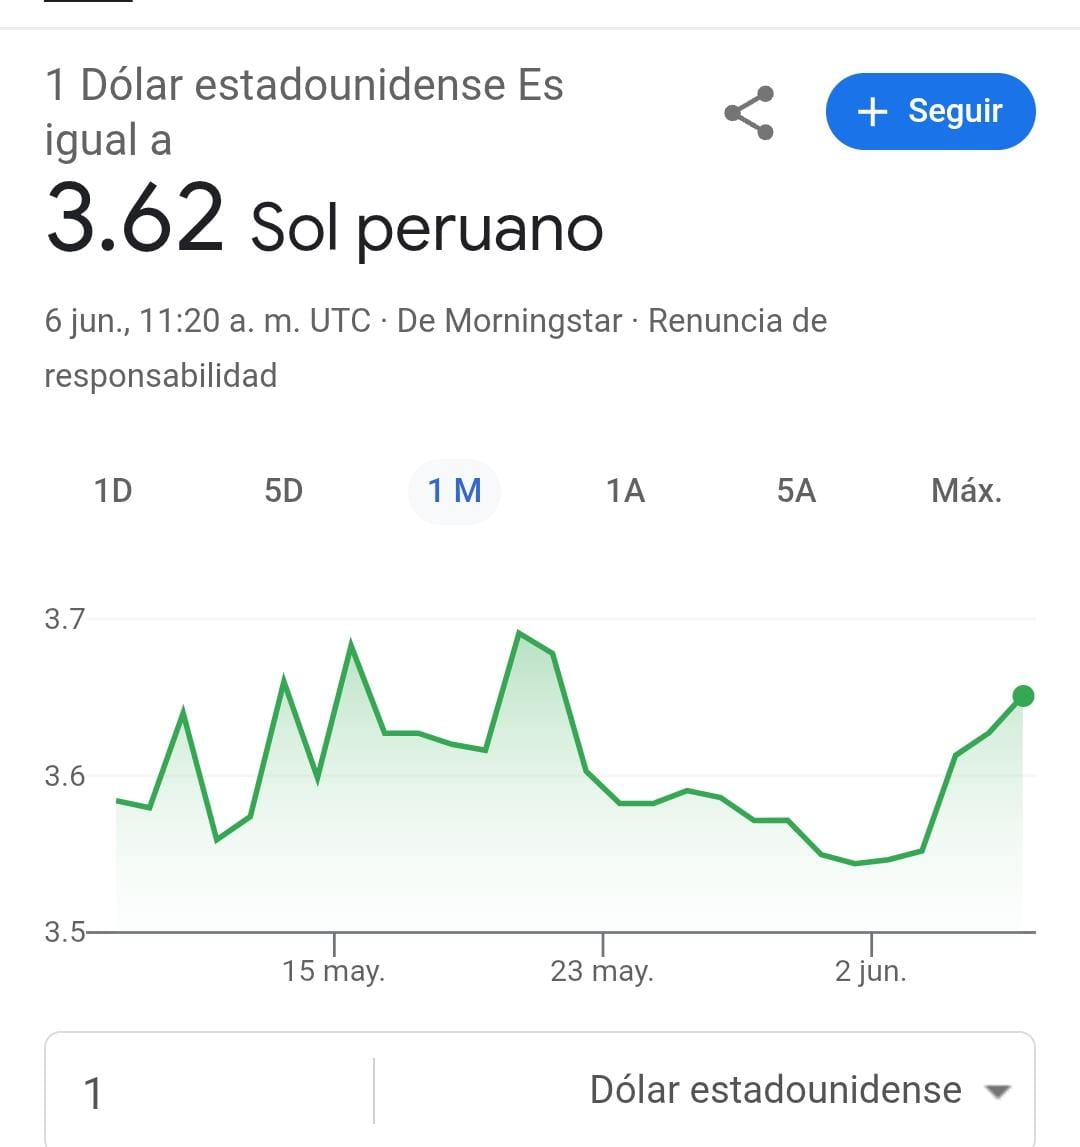 1 Dólar estadounidense Es
igual a
3.62 Sol peruano
Seguir
6 jun., 11:20 a. m. UTC · De Morningstar · Renuncia de
responsabilidad
1D 5D 1 M 1A 5A Máx.
3.7
3.6
3.5
15 may. 23 may. 2 jun.
1 Dólar estadounidense